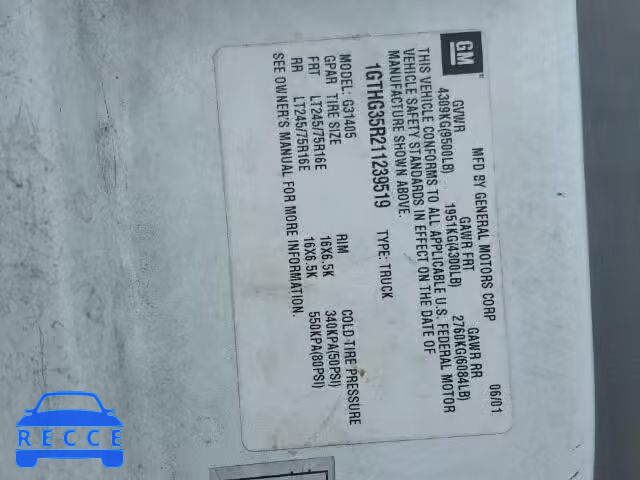 GM
®
MFD BY GENERAL MOTORS CORP 06/01
GVWR GAWR FRT GAWR RR
4309KG(9500LB) 1951KG(4300LB) 2760KG(6084LB)
THIS VEHICLE CONFORMS TO ALL APPLICABLE U.S. FEDERAL MOTOR
VEHICLE SAFETY STANDARDS IN EFFECT ON THE DATE OF
MANUFACTURE SHOWN ABOVE.
1GTHG35R211239519 TYPE: TRUCK
MODEL: G31405
GPAR TIRE SIZE RIM COLD TIRE PRESSURE
FRT LT245/75R16E 16X6.5K 340KPA(50PSI)
RR LT245/75R16E 16X6.5K 550KPA(80PSI)
SEE OWNER'S MANUAL FOR MORE INFORMATION.
RECCE